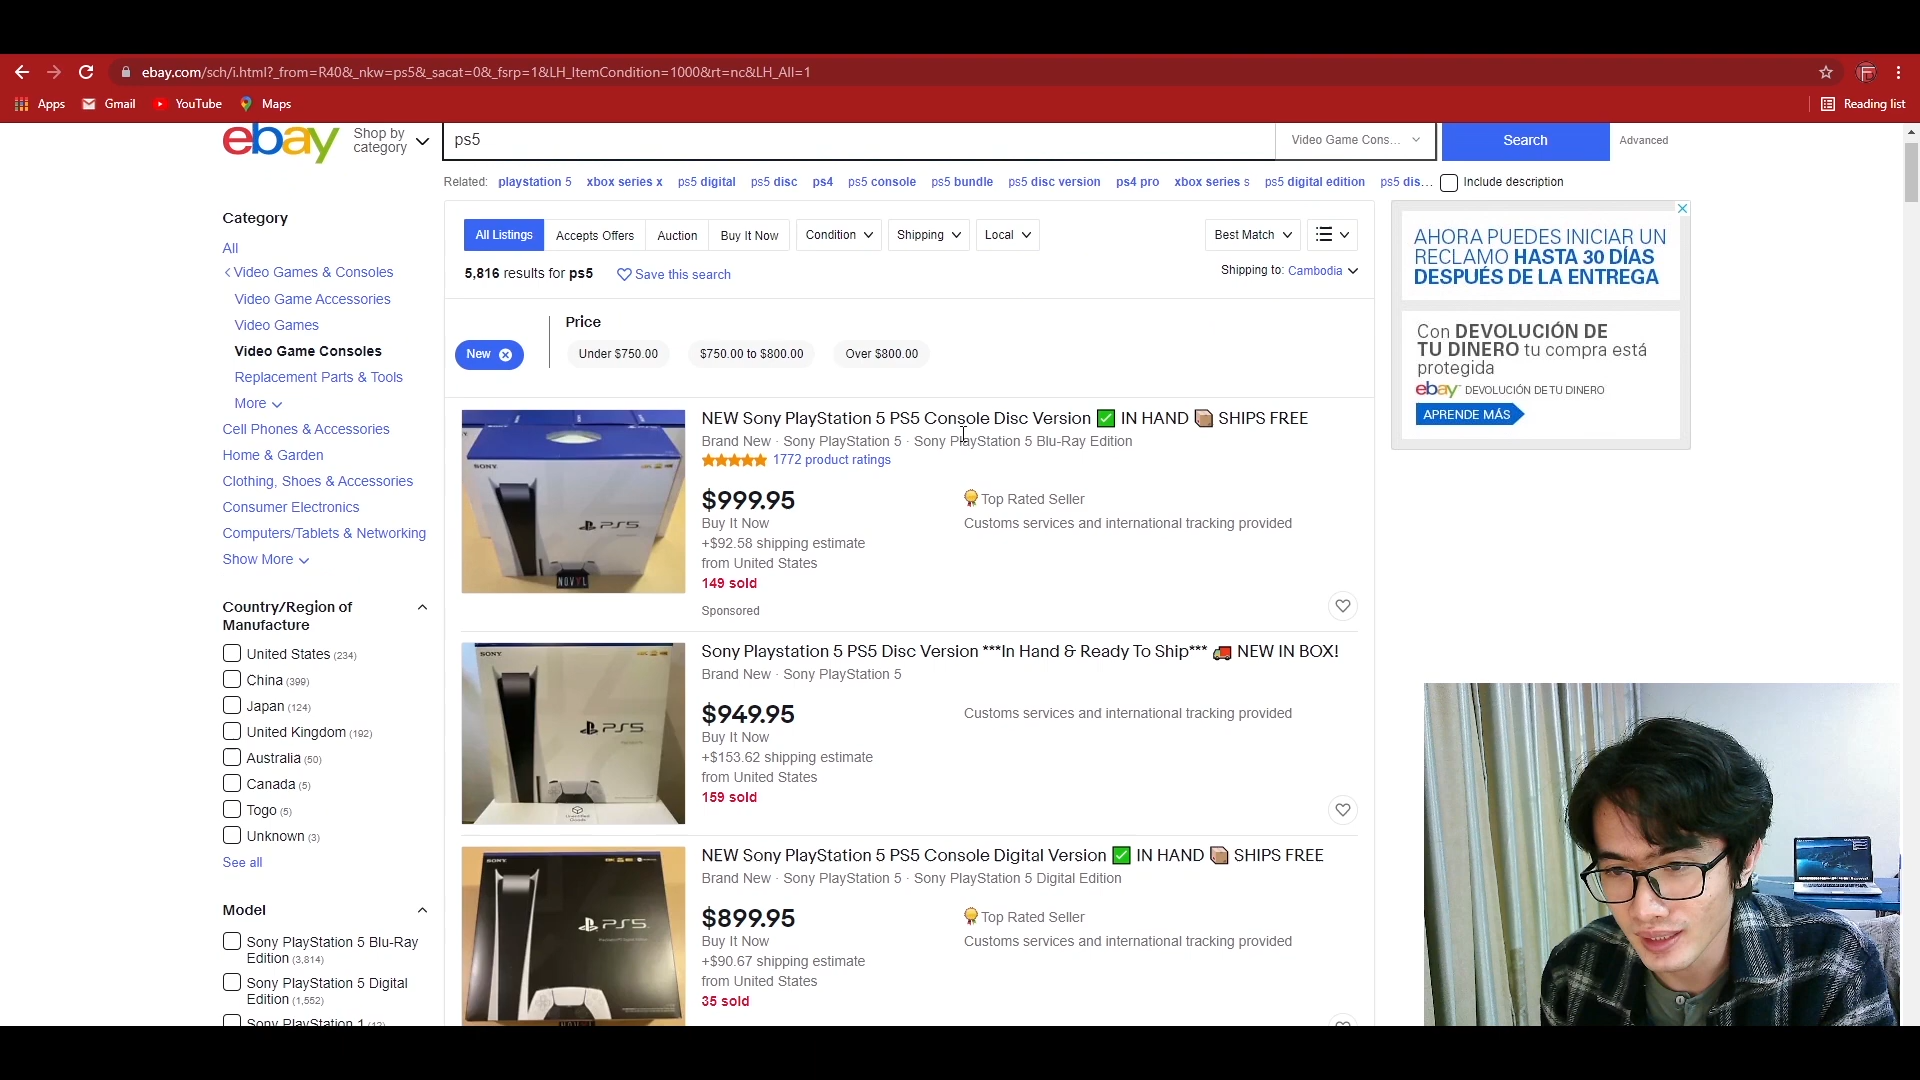 ebay.com/sch/i.html?_from=R40&_nkw=ps5&_sacat=0&_fsrp=1&LH_ItemCondition=1000&rt=nc&LH_All=1
Apps Gmail YouTube Maps Reading list
ebay Shop by category ps5 Video Game Cons... Search Advanced
Related: playstation 5 xbox series x ps5 digital ps5 disc ps4 ps5 console ps5 bundle ps5 disc version ps4 pro xbox series s ps5 digital edition ps5 dis... Include description
Category
All
Video Games & Consoles
Video Game Accessories
Video Games
Video Game Consoles
Replacement Parts & Tools
More
Cell Phones & Accessories
Home & Garden
Clothing, Shoes & Accessories
Consumer Electronics
Computers/Tablets & Networking
Show More
Country/Region of
Manufacture
United States (234)
China (399)
Japan (124)
United Kingdom (192)
Australia (50)
Canada (5)
Togo (5)
Unknown (3)
See all
Model
Sony PlayStation 5 Blu-Ray
Edition (3,814)
Sony PlayStation 5 Digital
Edition (1,552)
Sony PlayStation 1 (12)
All Listings Accepts Offers Auction Buy It Now Condition Shipping Local Best Match
5,816 results for ps5 Save this search Shipping to: Cambodia
Price
New Under $750.00 $750.00 to $800.00 Over $800.00
NEW Sony PlayStation 5 PS5 Console Disc Version ✅ IN HAND 📦 SHIPS FREE
Brand New · Sony PlayStation 5 · Sony PlayStation 5 Blu-Ray Edition
1772 product ratings
$999.95 Top Rated Seller
Buy It Now Customs services and international tracking provided
+$92.58 shipping estimate
from United States
149 sold
Sponsored
SONY
PS5
NOVYL
Sony Playstation 5 PS5 Disc Version ***In Hand & Ready To Ship*** 🚚 NEW IN BOX!
Brand New · Sony PlayStation 5
$949.95 Customs services and international tracking provided
Buy It Now
+$153.62 shipping estimate
from United States
159 sold
SONY
PS5
NEW Sony PlayStation 5 PS5 Console Digital Version ✅ IN HAND 📦 SHIPS FREE
Brand New · Sony PlayStation 5 · Sony PlayStation 5 Digital Edition
$899.95 Top Rated Seller
Buy It Now Customs services and international tracking provided
+$90.67 shipping estimate
from United States
35 sold
SONY
PS5
AHORA PUEDES INICIAR UN
RECLAMO HASTA 30 DÍAS
DESPUÉS DE LA ENTREGA
Con DEVOLUCIÓN DE
TU DINERO tu compra está
protegida
ebay DEVOLUCIÓN DE TU DINERO
APRENDE MÁS